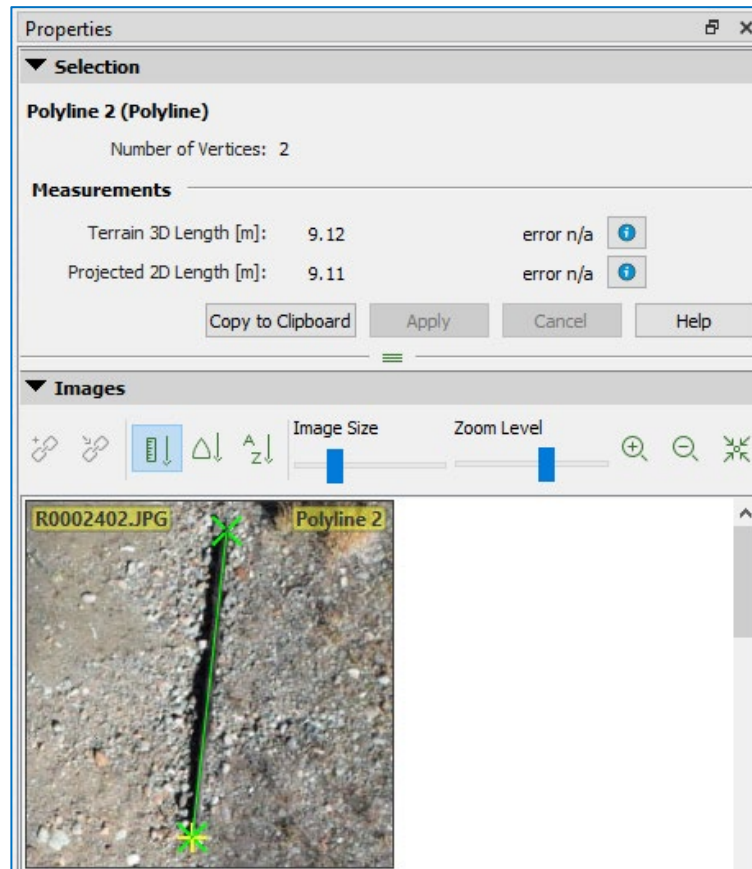 Properties
Selection
Polyline 2 (Polyline)
Number of Vertices: 2
Measurements
Terrain 3D Length [m]: 9.12 error n/a
Projected 2D Length [m]: 9.11 error n/a
Copy to Clipboard Apply Cancel Help
Images
Image Size Zoom Level
R0002402.JPG Polyline 2